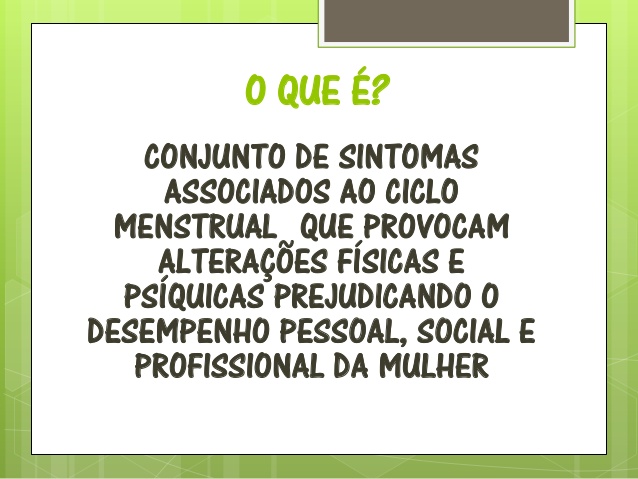 O QUE É?
CONJUNTO DE SINTOMAS
ASSOCIADOS AO CICLO
MENSTRUAL QUE PROVOCAM
ALTERAÇÕES FÍSICAS E
PSÍQUICAS PREJUDICANDO O
DESEMPENHO PESSOAL, SOCIAL E
PROFISSIONAL DA MULHER